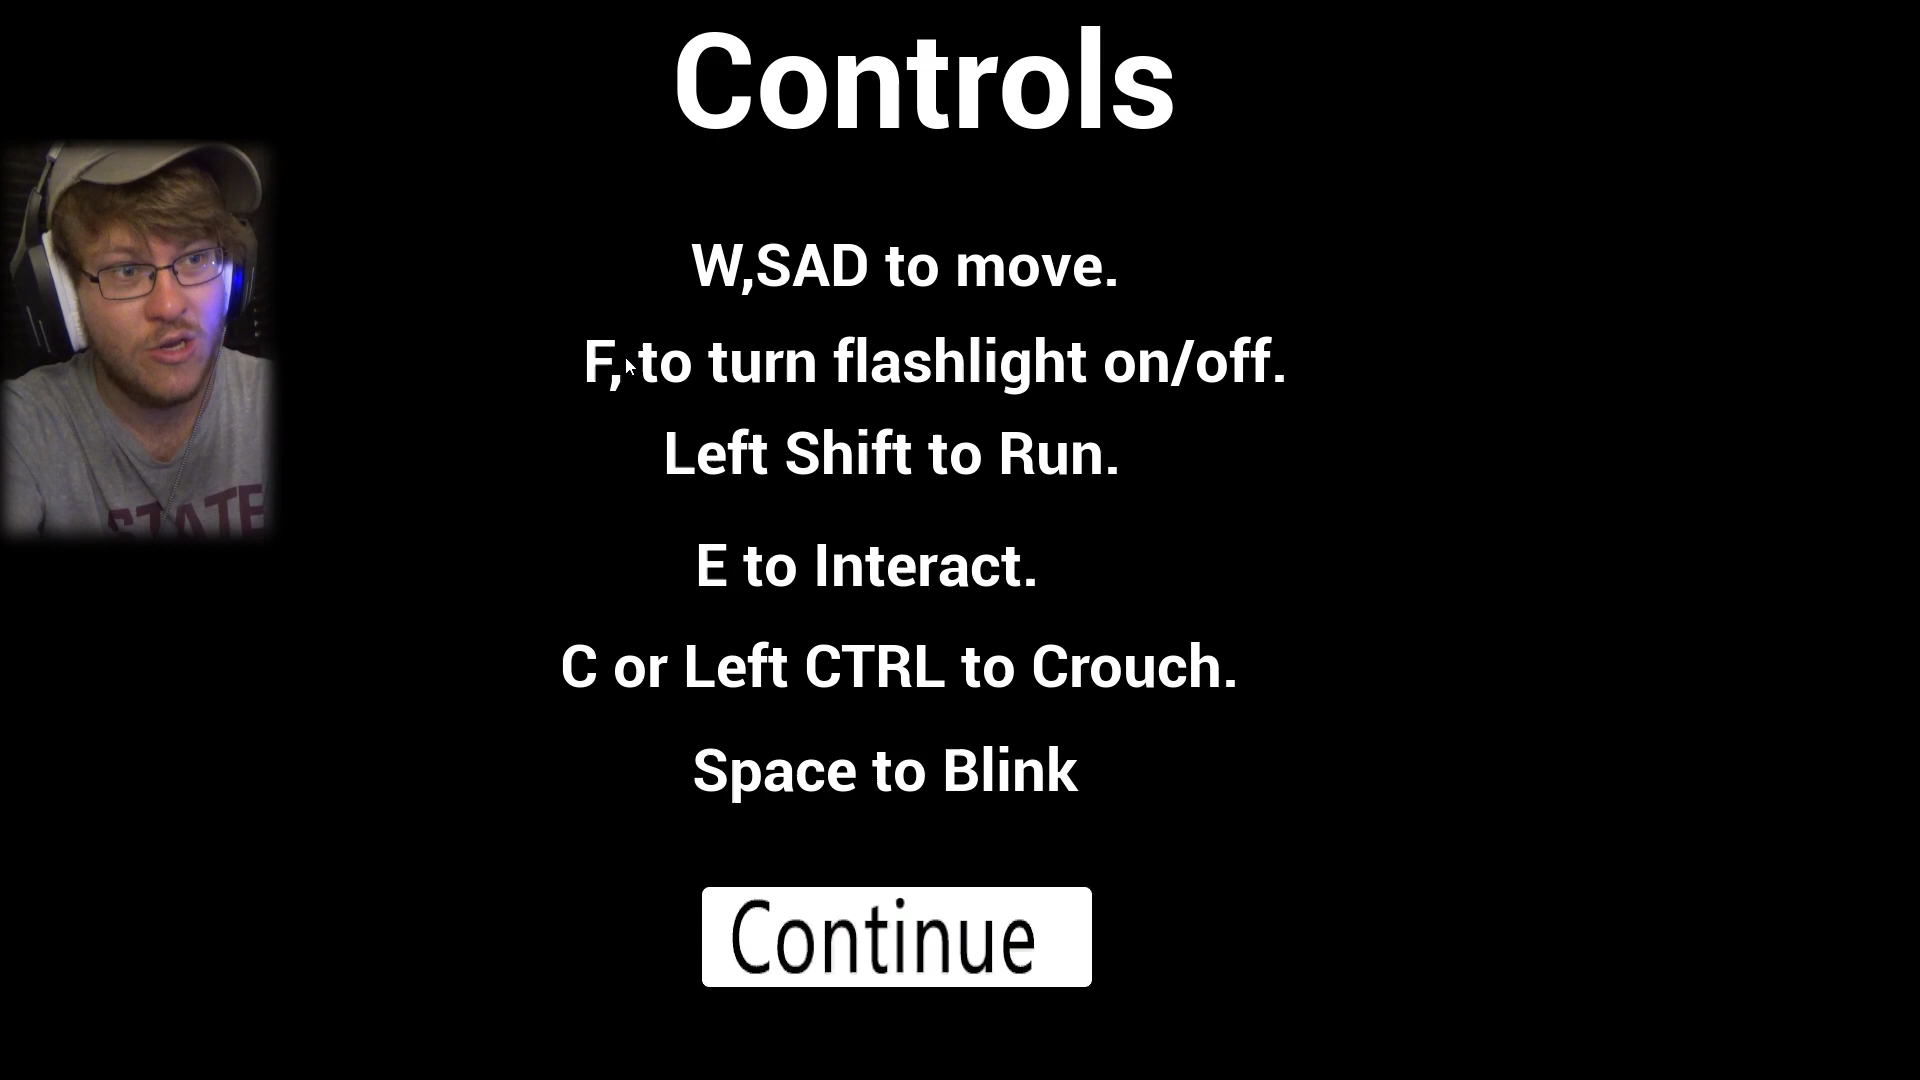 Controls
W,SAD to move.
F, to turn flashlight on/off.
Left Shift to Run.
E to Interact.
C or Left CTRL to Crouch.
Space to Blink
Continue
STATE